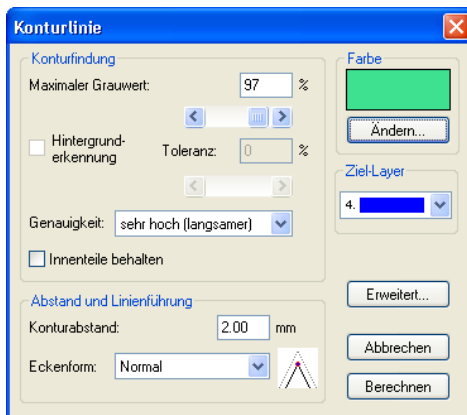 Konturlinie
Konturfindung
Maximaler Grauwert: 97 %
Hintergrund-
erkennung
Toleranz: 0 %
Genauigkeit: sehr hoch (langsamer)
Innenteile behalten
Abstand und Linienführung
Konturabstand: 2.00 mm
Eckenform: Normal
Farbe
Ändern...
Ziel-Layer
4.
Erweitert...
Abbrechen
Berechnen